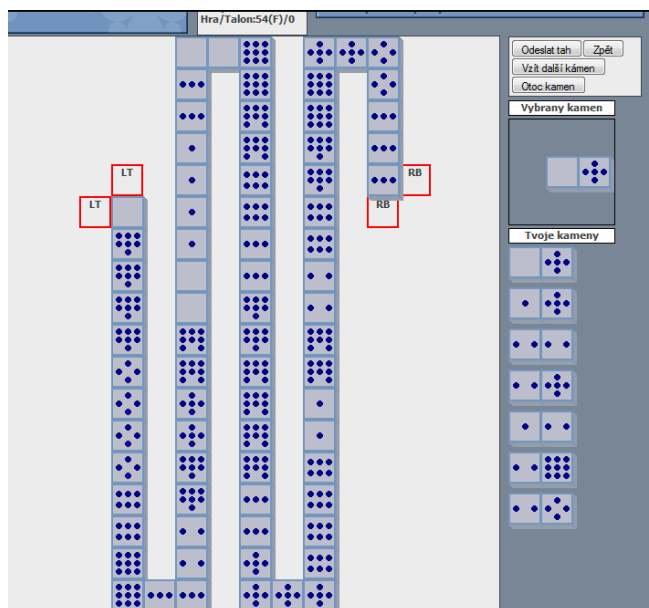 Hra/Talon:54(F)/0
Odeslat tah Zpět
Vzít další kámen
Otoc kamen
Vybrany kamen
LT
RB
LT
RB
Tvoje kameny